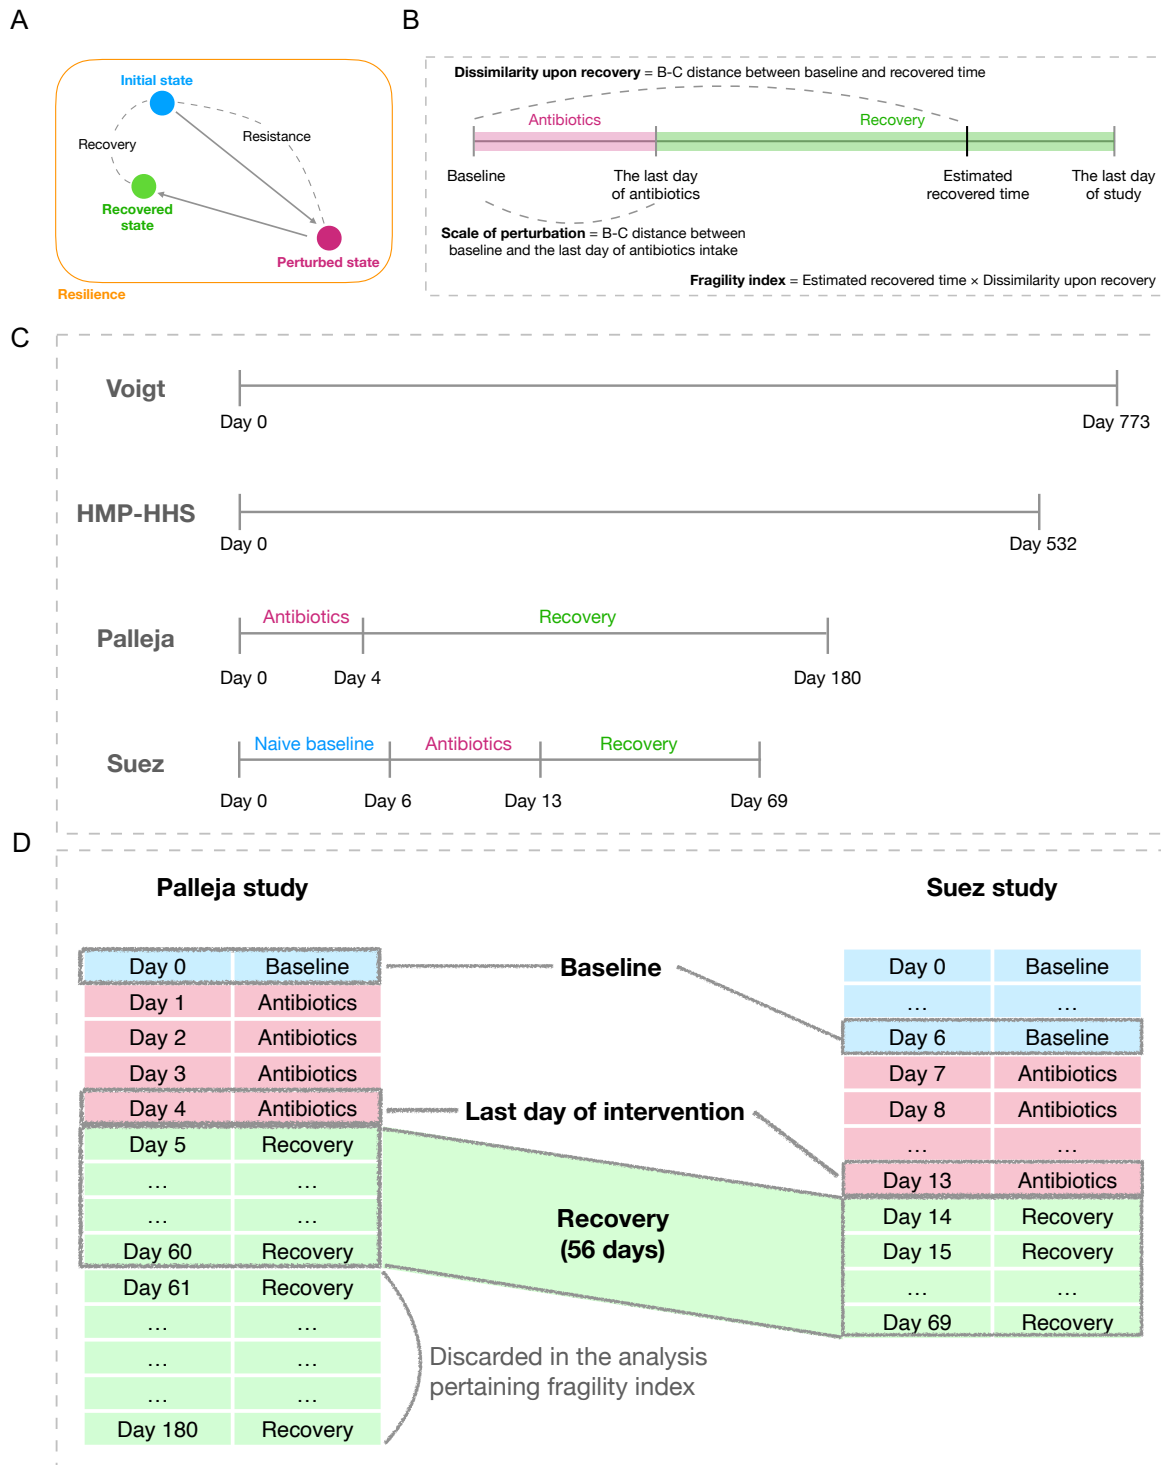 A
Initial state
Recovery
Resistance
Recovered
state
Perturbed state
Resilience
B
Dissimilarity upon recovery = B-C distance between baseline and recovered time
Antibiotics
Recovery
Baseline
The last day
of antibiotics
Estimated
recovered time
The last day
of study
Scale of perturbation = B-C distance between
baseline and the last day of antibiotics intake
Fragility index = Estimated recovered time × Dissimilarity upon recovery
C
Voigt
Day 0
Day 773
HMP-HHS
Day 0
Day 532
Palleja
Antibiotics
Recovery
Day 0
Day 4
Day 180
Suez
Naive baseline
Antibiotics
Recovery
Day 0
Day 6
Day 13
Day 69
D
Palleja study
Day 0 Baseline
Day 1 Antibiotics
Day 2 Antibiotics
Day 3 Antibiotics
Day 4 Antibiotics
Day 5 Recovery
... ...
... ...
Day 60 Recovery
Day 61 Recovery
... ...
... ...
... ...
Day 180 Recovery
Baseline
Last day of intervention
Recovery
(56 days)
Discarded in the analysis
pertaining fragility index
Suez study
Day 0 Baseline
... ...
Day 6 Baseline
Day 7 Antibiotics
Day 8 Antibiotics
... ...
Day 13 Antibiotics
Day 14 Recovery
Day 15 Recovery
... ...
Day 69 Recovery